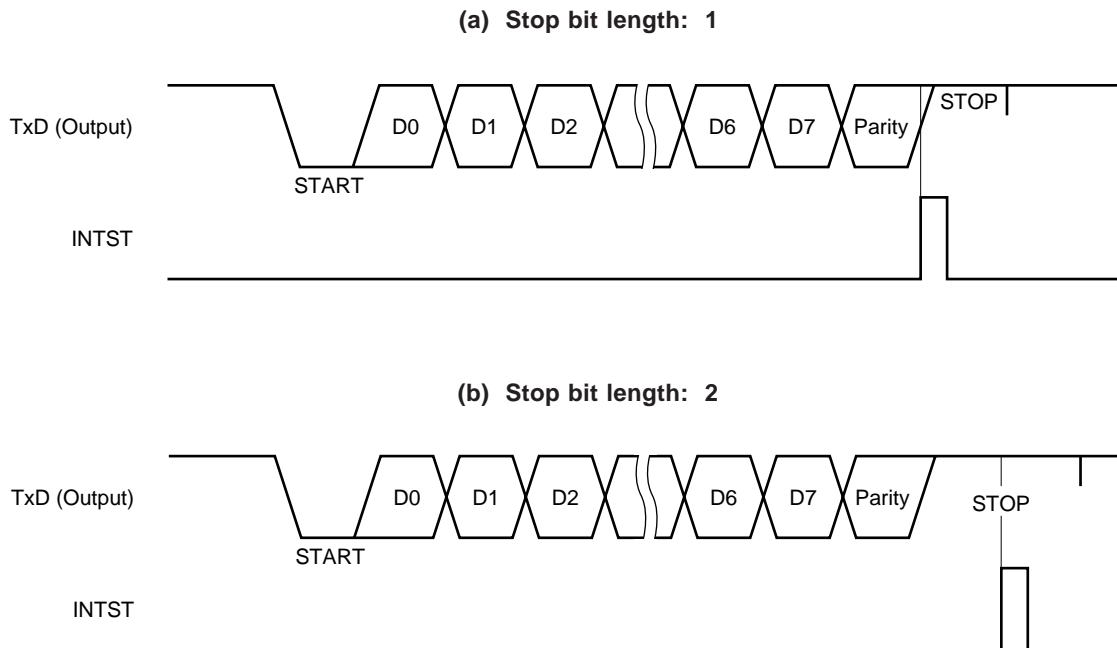 (a) Stop bit length: 1
TxD (Output)
D0 D1 D2 D6 D7 Parity STOP
START
INTST
(b) Stop bit length: 2
TxD (Output)
D0 D1 D2 D6 D7 Parity STOP
START
INTST